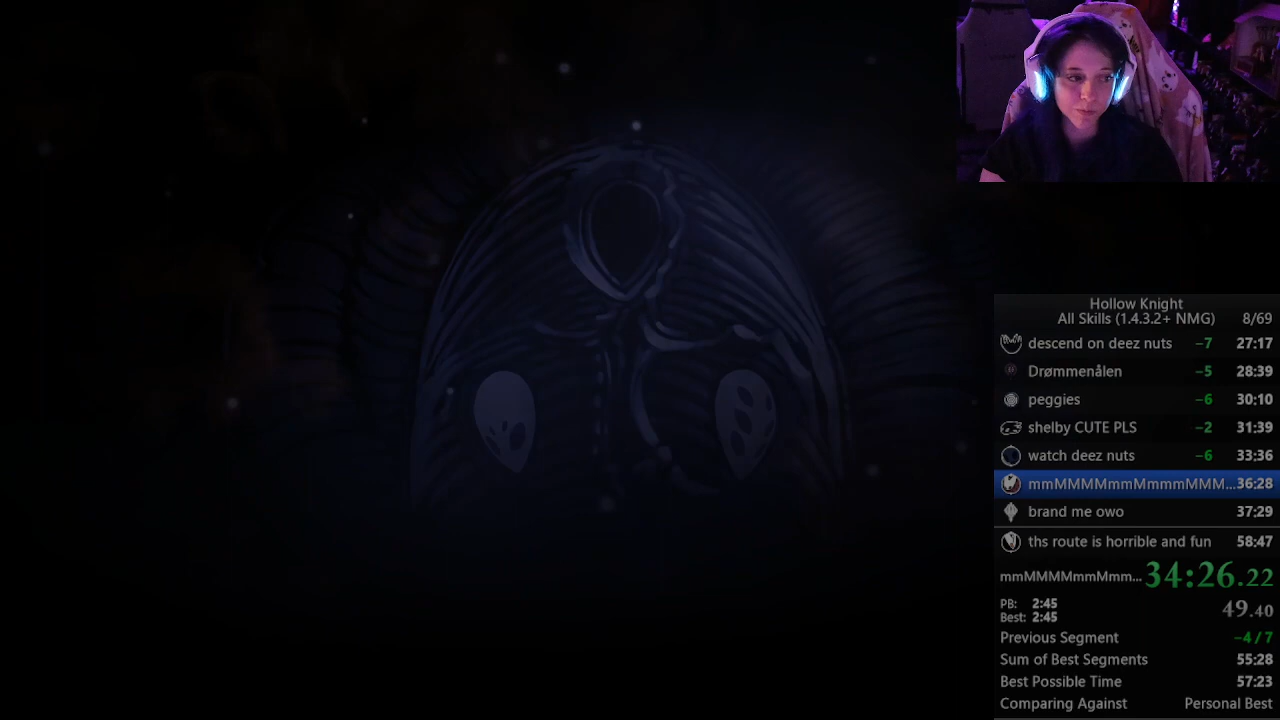 Hollow Knight
All Skills (1.4.3.2+ NMG) 8/69
descend on deez nuts -7 27:17
Drømmenålen -5 28:39
peggies -6 30:10
shelby CUTE PLS -2 31:39
watch deez nuts -6 33:36
mmMMMMmmMmmmMMM... 36:28
brand me owo 37:29
ths route is horrible and fun 58:47
mmMMMMmmMmm... 34:26.22
PB: 2:45 49.40
Best: 2:45
Previous Segment -4 / 7
Sum of Best Segments 55:28
Best Possible Time 57:23
Comparing Against Personal Best